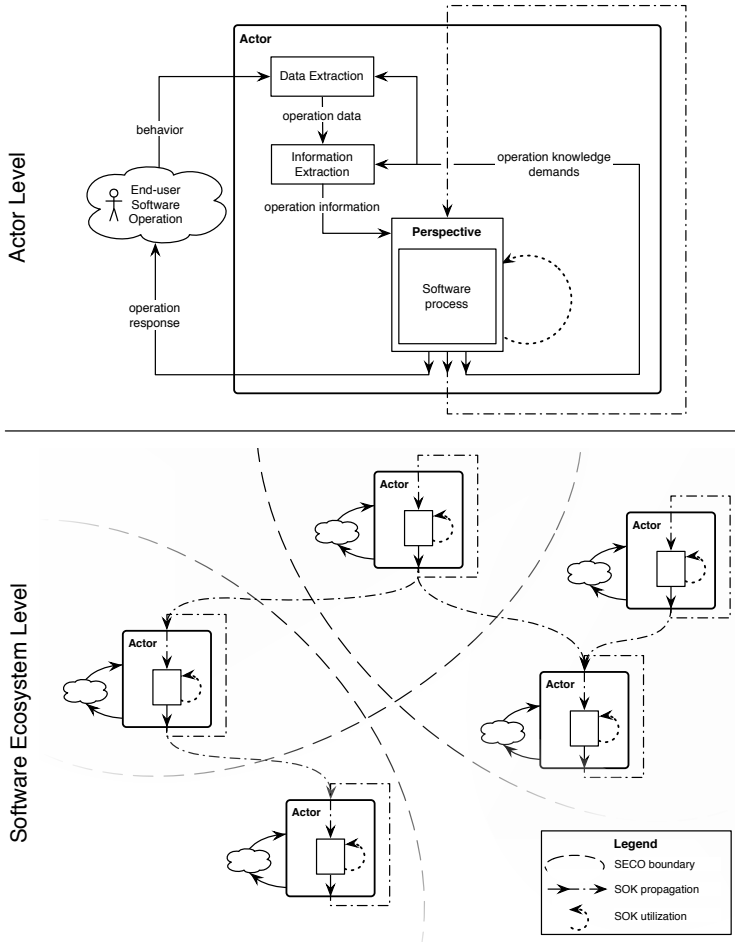 Actor Level
Actor
Data Extraction
operation data
behavior
Information
Extraction
operation knowledge
demands
End-user
Software
Operation
operation information
Perspective
Software
process
operation
response
Software Ecosystem Level
Actor
Actor
Actor
Actor
Actor
Legend
SECO boundary
SOK propagation
SOK utilization